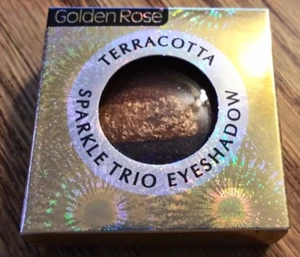 Golden Rose
TERRACOTTA
SPARKLE TRIO EYESHADOW